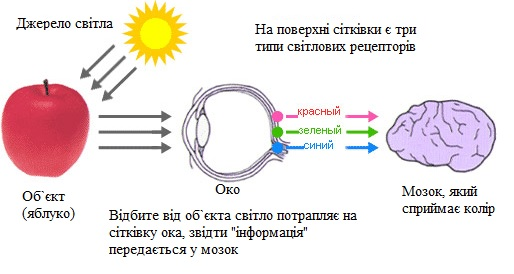 Джерело світла
На поверхні сітківки є три
типи світлових рецепторів
красный
зеленый
синий
Об`єкт
(яблуко)
Око
Мозок, який
сприймає колір
Відбите від об`єкта світло потрапляє на
сітківку ока, звідти "інформація"
передається у мозок